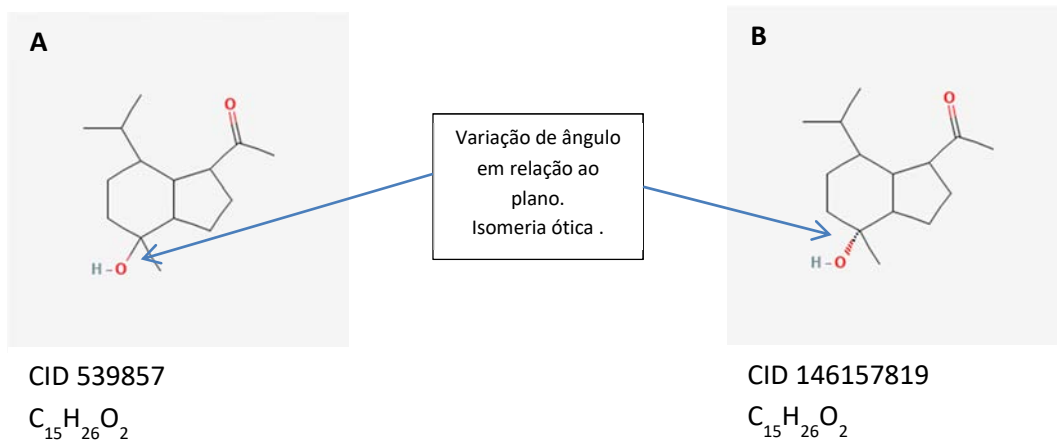 A
B
O
O
Variação de ângulo
em relação ao
plano.
Isomeria ótica .
H-O
H-O
CID 539857
CID 146157819
C15H26O2
C15H26O2